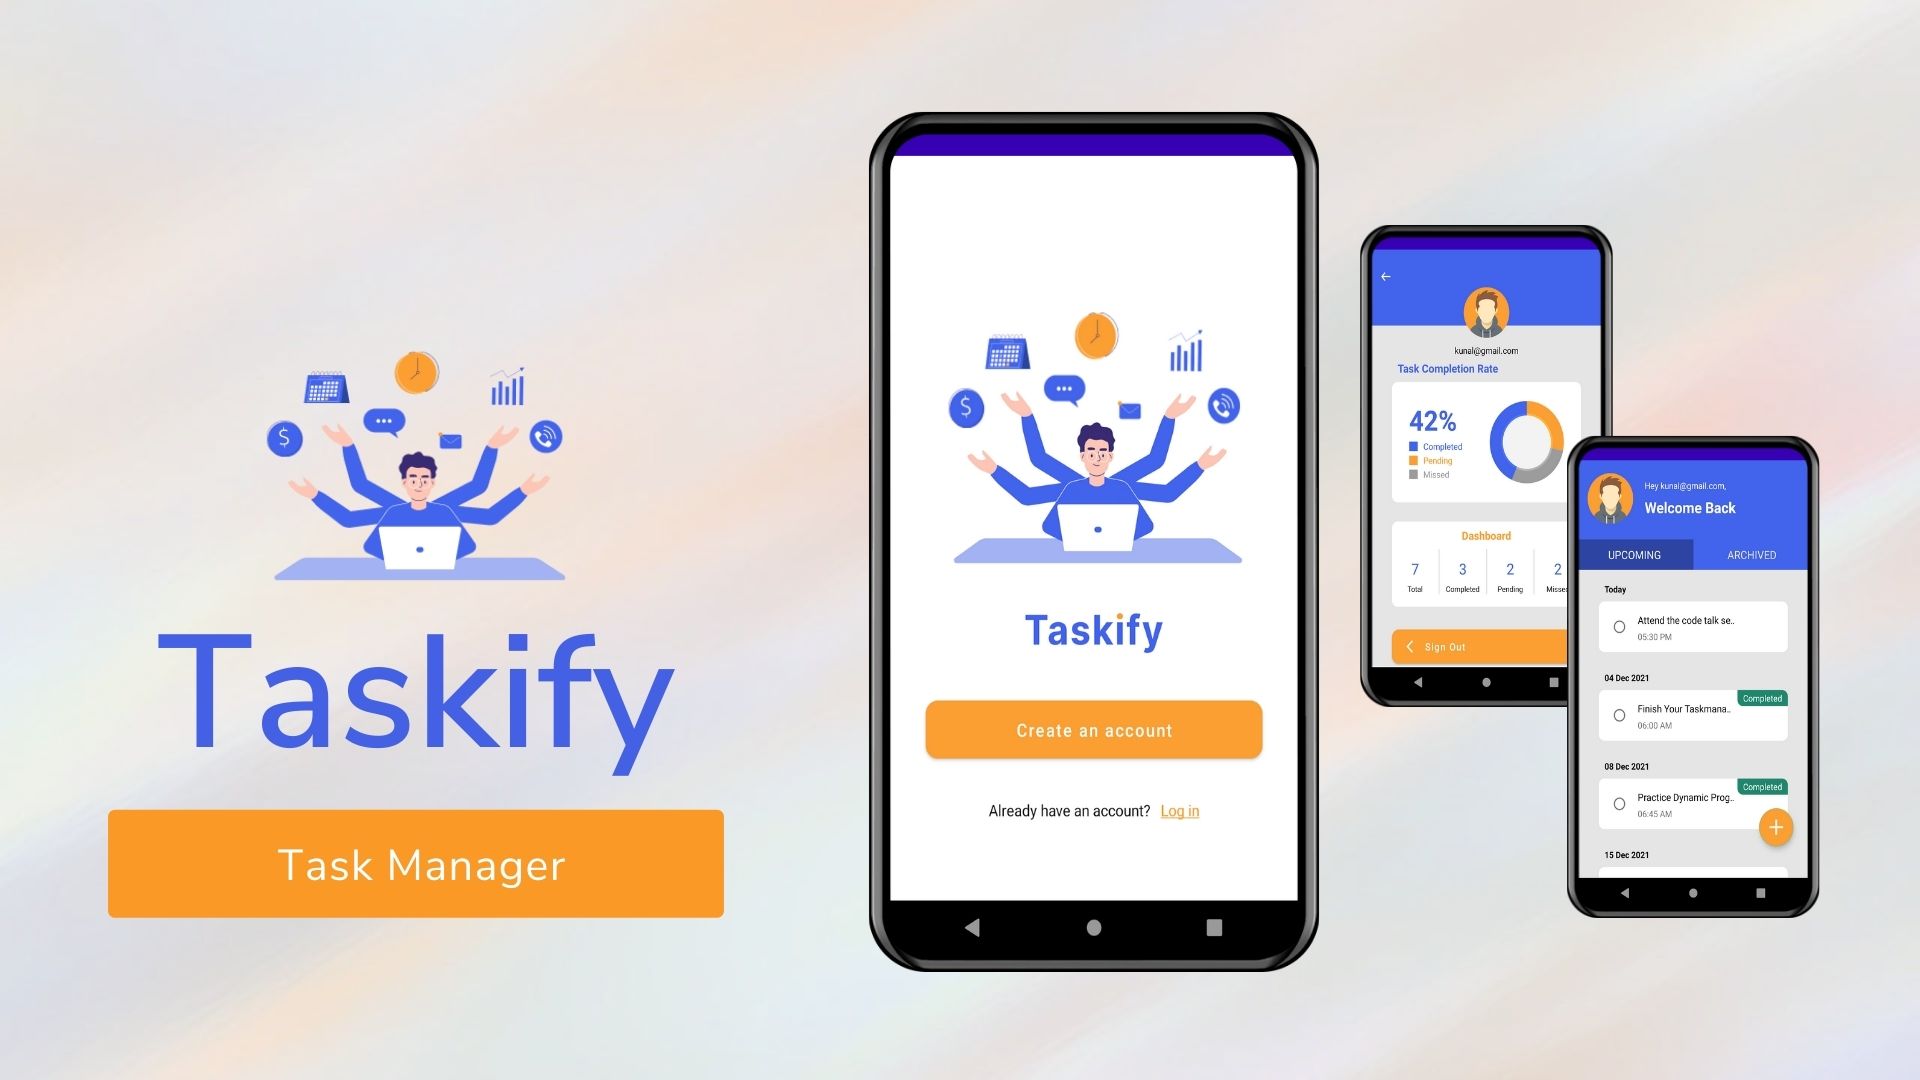 Taskify
Task Manager
$
Taskify
Create an account
Already have an account? Log in
$
kunal@gmail.com
Task Completion Rate
42%
Completed
Pending
Missed
Dashboard
7 3 2 2
Total Completed Pending Misse
Sign Out
Hey kunal@gmail.com,
Welcome Back
UPCOMING ARCHIVED
Today
Attend the code talk se..
05:30 PM
04 Dec 2021
Completed
Finish Your Taskmana..
06:00 AM
08 Dec 2021
Completed
Practice Dynamic Prog..
06:45 AM
+
15 Dec 2021